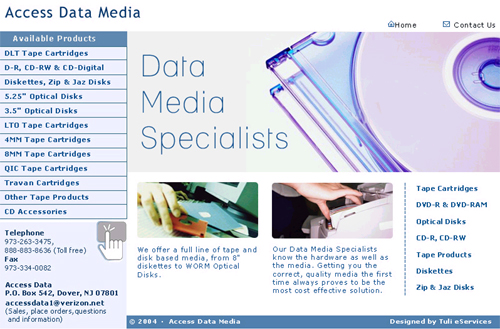 Access Data Media
Home
Contact Us
Available Products
DLT Tape Cartridges
D-R, CD-RW & CD-Digital
Diskettes, Zip & Jaz Disks
5.25" Optical Disks
3.5" Optical Disks
LTO Tape Cartridges
4MM Tape Cartridges
8MM Tape Cartridges
QIC Tape Cartridges
Travan Cartridges
Other Tape Products
CD Accessories
Telephone
973-263-3475,
888-883-0636 (Toll Free)
Fax
973-334-0082
Access Data
P.O. Box 542, Dover, NJ 07801
accessdata1@verizon.net
(Sales, place orders,questions
and information)
Data
Media
Specialists
We offer a full line of tape and
disk based media, from 8"
diskettes to WORM Optical
Disks.
Our Data Media Specialists
know the hardware as well as
the media. Getting you the
correct, quality media the first
time always proves to be the
most cost effective solution.
Tape Cartridges
DVD-R & DVD-RAM
Optical Disks
CD-R, CD-RW
Tape Products
Diskettes
Zip & Jaz Disks
© 2004 · Access Data Media
Designed by Tuli eServices